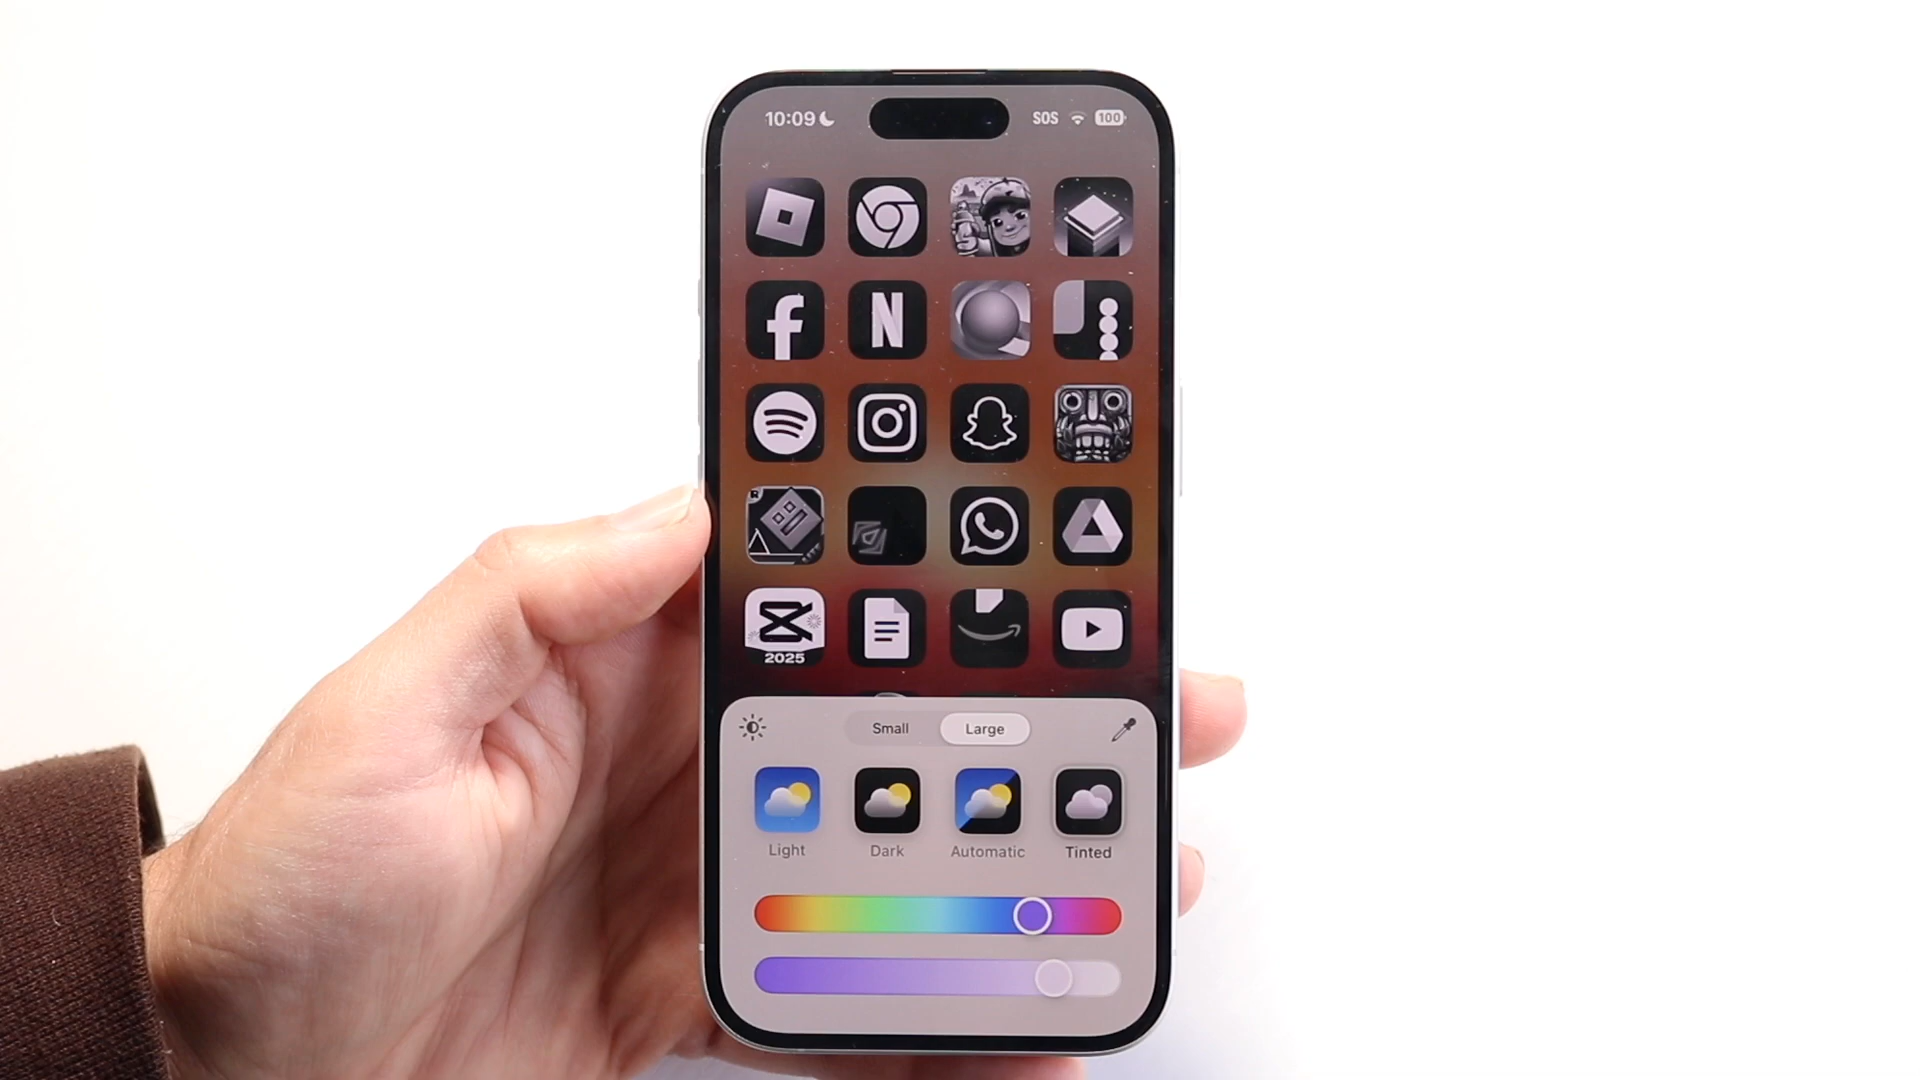 10:09 SOS 100
N
R
2025
Small Large
Light Dark Automatic Tinted